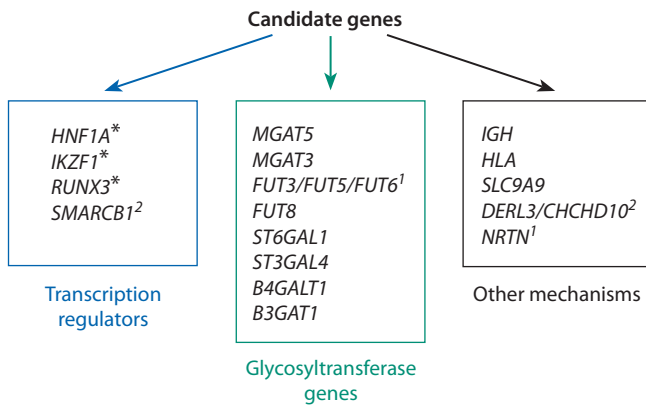 Candidate genes
HNF1A*
IKZF1*
RUNX3*
SMARCB1²
Transcription
regulators
MGAT5
MGAT3
FUT3/FUT5/FUT6¹
FUT8
ST6GAL1
ST3GAL4
B4GALT1
B3GAT1
Glycosyltransferase
genes
IGH
HLA
SLC9A9
DERL3/CHCHD10²
NRTN¹
Other mechanisms